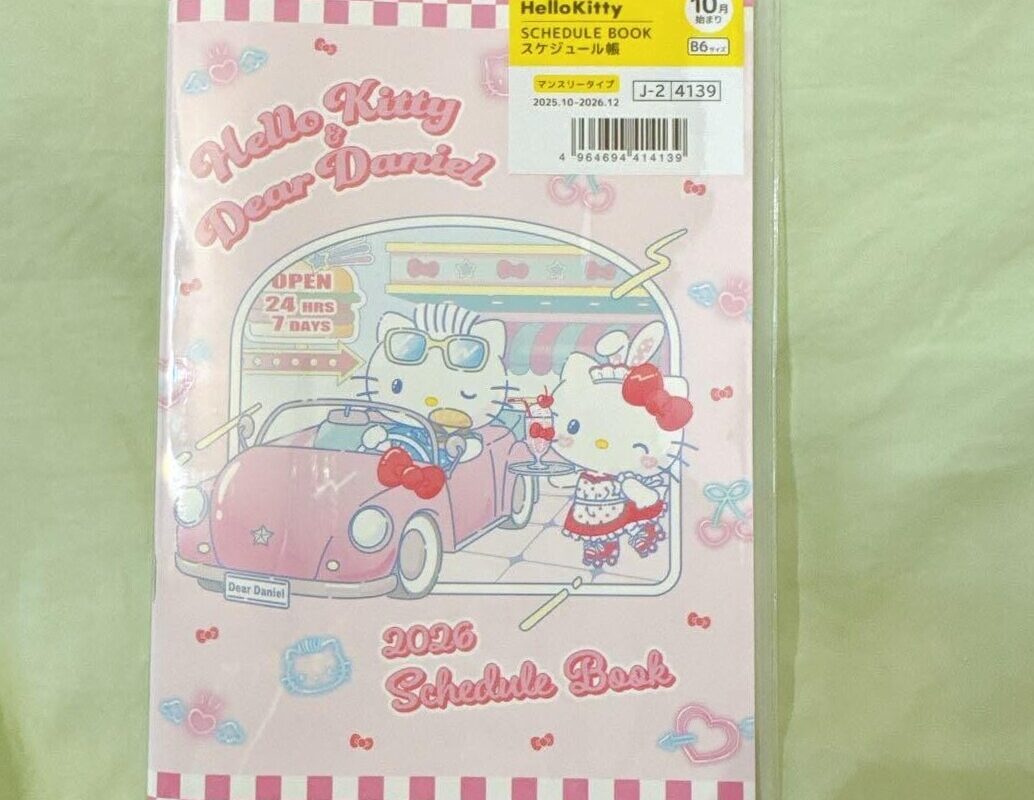 HelloKitty
SCHEDULE BOOK
スケジュール帳
10月
始まり
B6サイズ
マンスリータイプ
2025.10-2026.12
J-2 4139
4 964694 414139
Hello Kitty
&
Dear Daniel
OPEN
24 HRS
7 DAYS
Dear Daniel
2026
Schedule Book